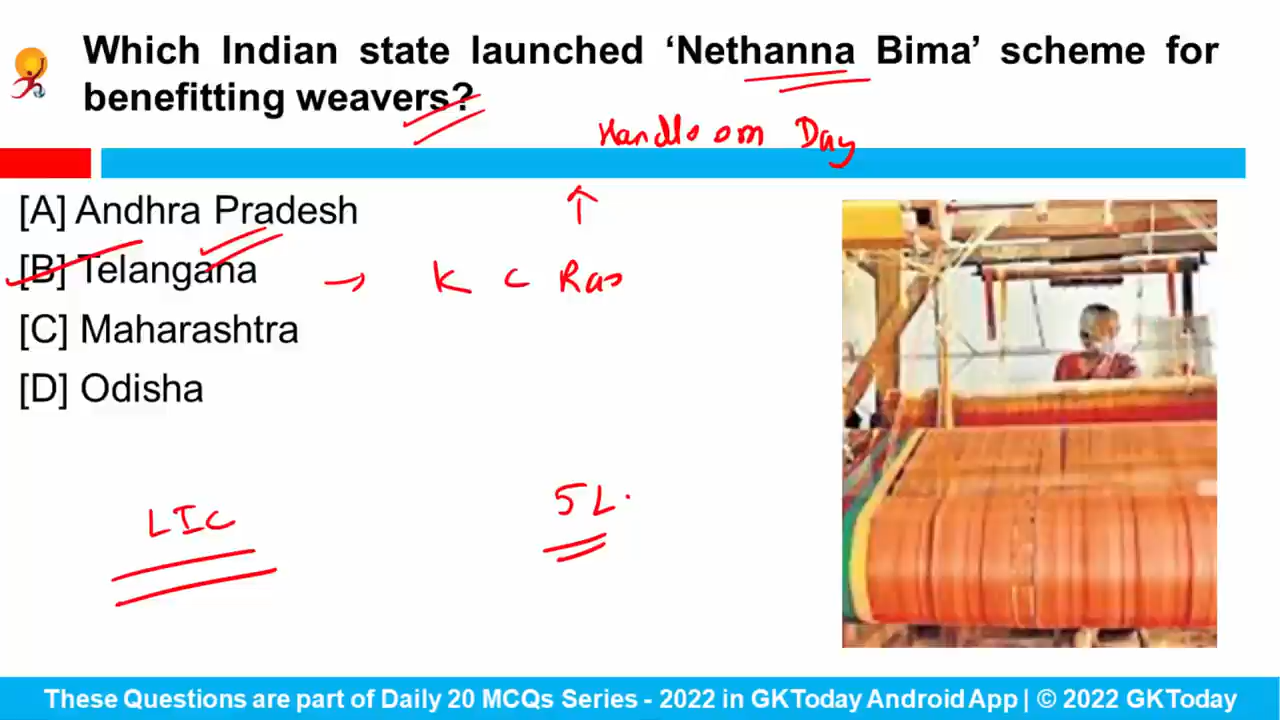 Which Indian state launched ‘Nethanna Bima’ scheme for
benefitting weavers?
Handloom Day
[A] Andhra Pradesh
[B] Telangana
K C Rao
[C] Maharashtra
[D] Odisha
LIC
5L.
These Questions are part of Daily 20 MCQs Series - 2022 in GKToday Android App | © 2022 GKToday